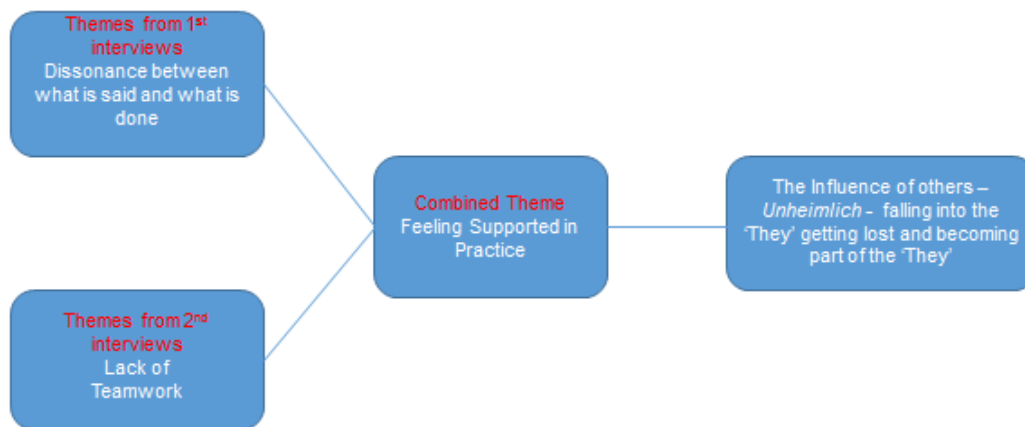 Themes from 1st
interviews
Dissonance between
what is said and what is
done
Themes from 2nd
interviews
Lack of
Teamwork
Combined Theme
Feeling Supported in
Practice
The Influence of others –
Unheimlich - falling into the
‘They’ getting lost and becoming
part of the ‘They’